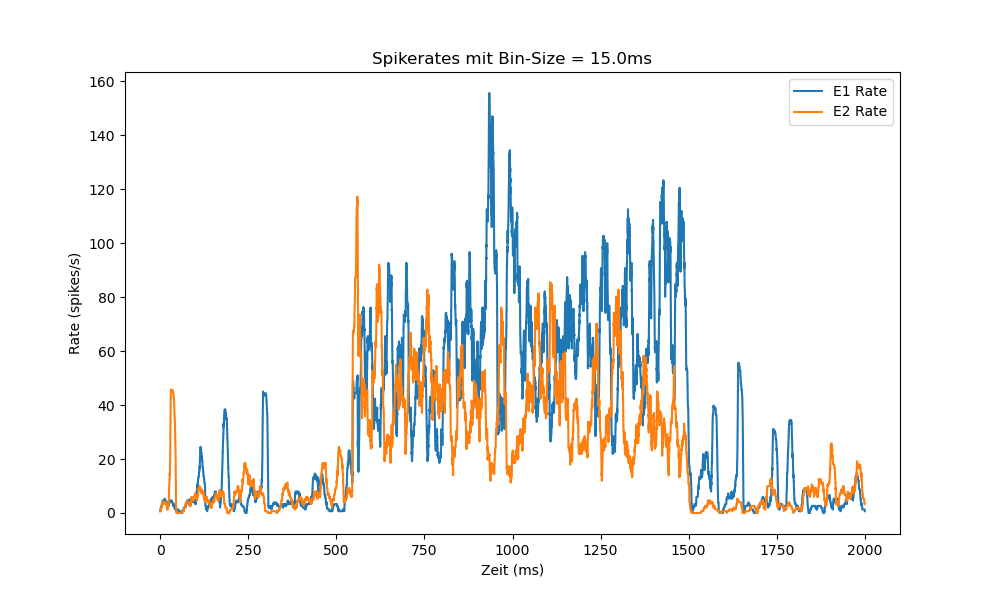 Spikerates mit Bin-Size = 15.0ms
E1 Rate
E2 Rate
160
140
120
100
80
60
40
20
0
Rate (spikes/s)
0 250 500 750 1000 1250 1500 1750 2000
Zeit (ms)